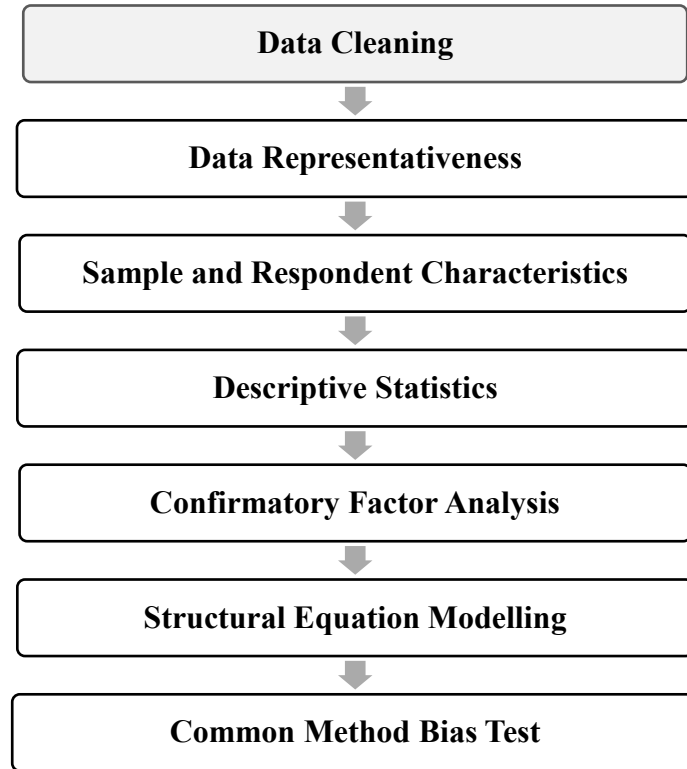 Data Cleaning
Data Representativeness
Sample and Respondent Characteristics
Descriptive Statistics
Confirmatory Factor Analysis
Structural Equation Modelling
Common Method Bias Test